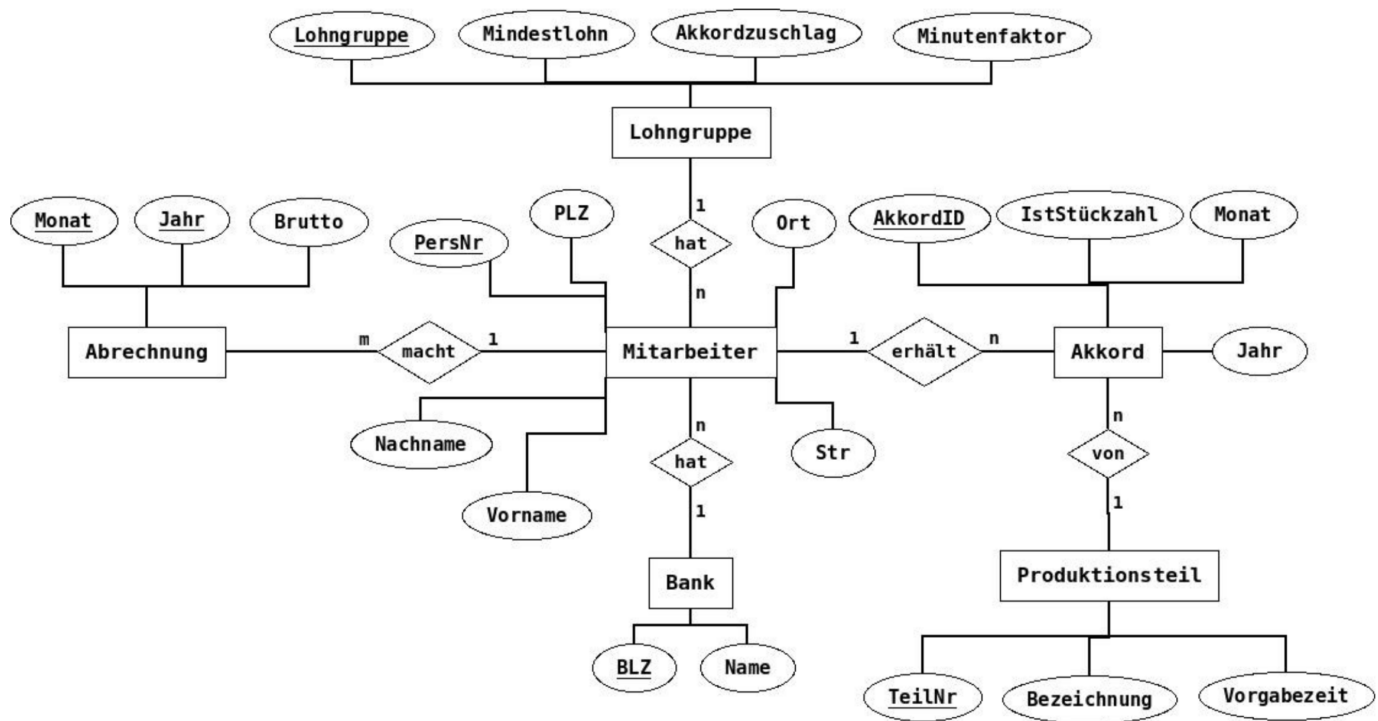 Lohngruppe
Mindestlohn
Akkordzuschlag
Minutenfaktor
Lohngruppe
1
hat
n
Monat
Jahr
Brutto
PersNr
PLZ
Ort
AkkordID
IstStückzahl
Monat
Abrechnung
m
macht
1
Mitarbeiter
1
erhält
n
Akkord
Jahr
Nachname
Vorname
n
hat
1
Str
n
von
1
Bank
BLZ
Name
Produktionsteil
TeilNr
Bezeichnung
Vorgabezeit